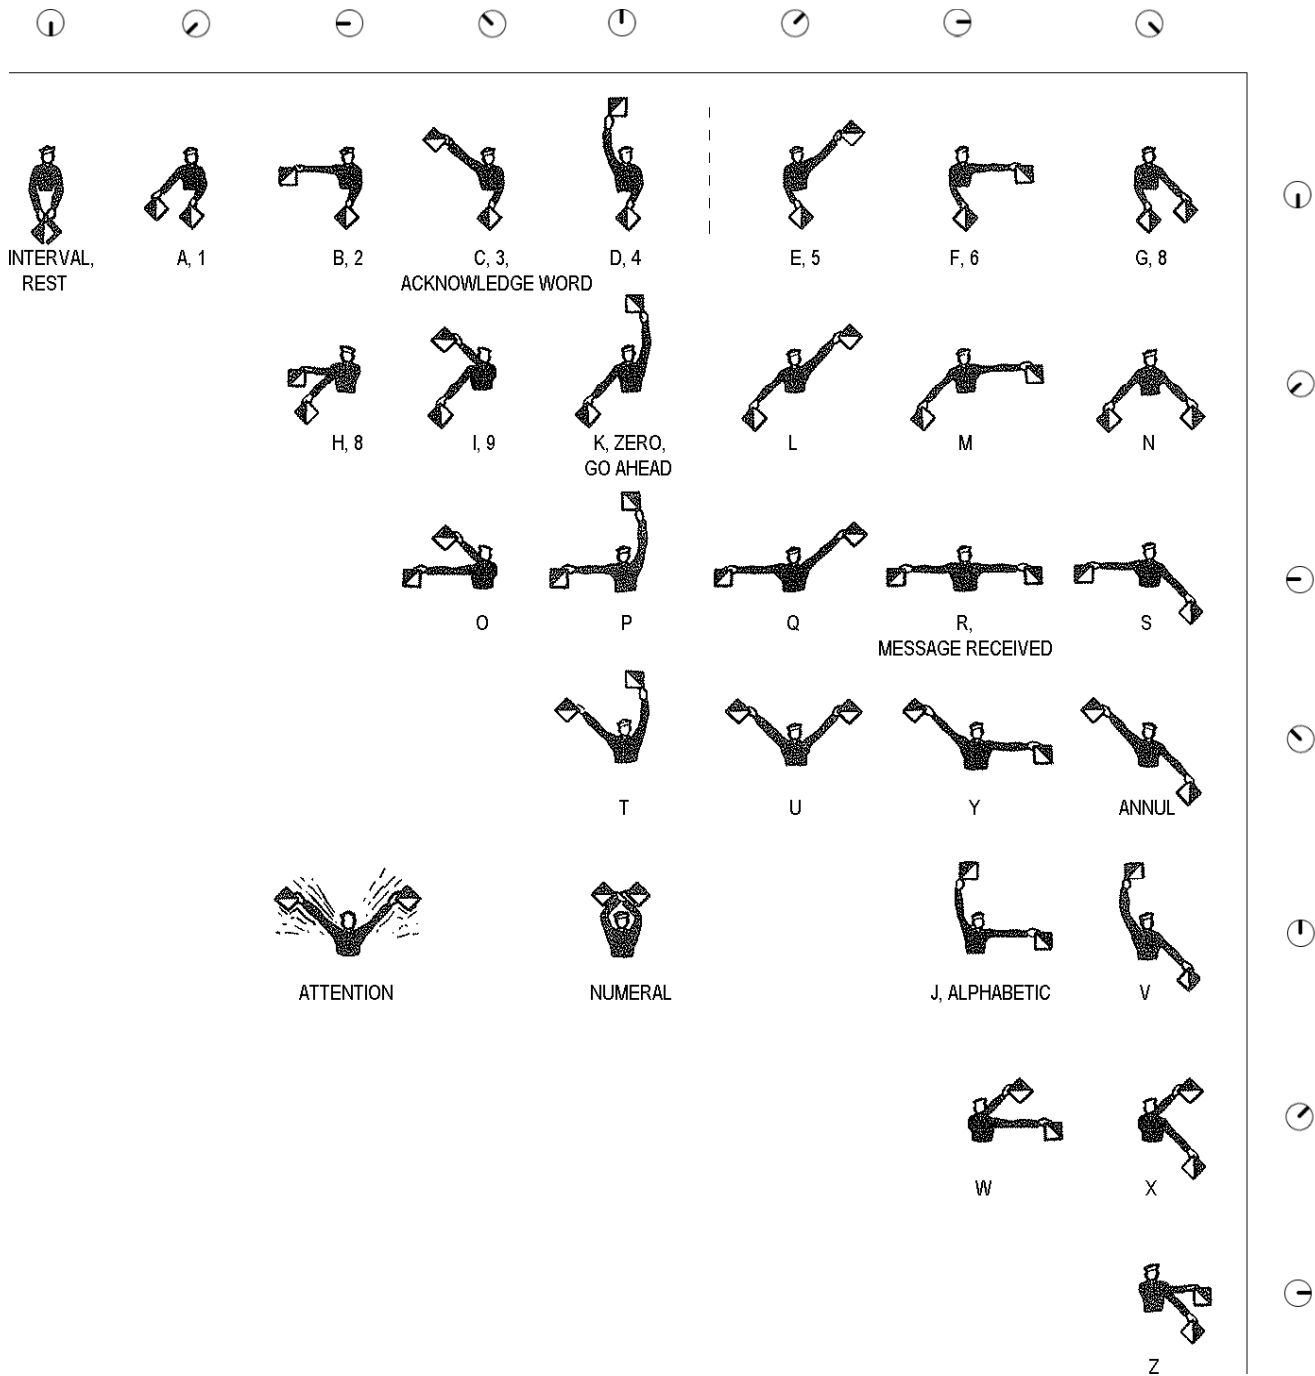 INTERVAL,
REST
A, 1
B, 2
C, 3,
ACKNOWLEDGE WORD
D, 4
E, 5
F, 6
G, 8
H, 8
I, 9
K, ZERO,
GO AHEAD
L
M
N
O
P
Q
R,
MESSAGE RECEIVED
S
T
U
Y
ANNUL
ATTENTION
NUMERAL
J, ALPHABETIC
V
W
X
Z